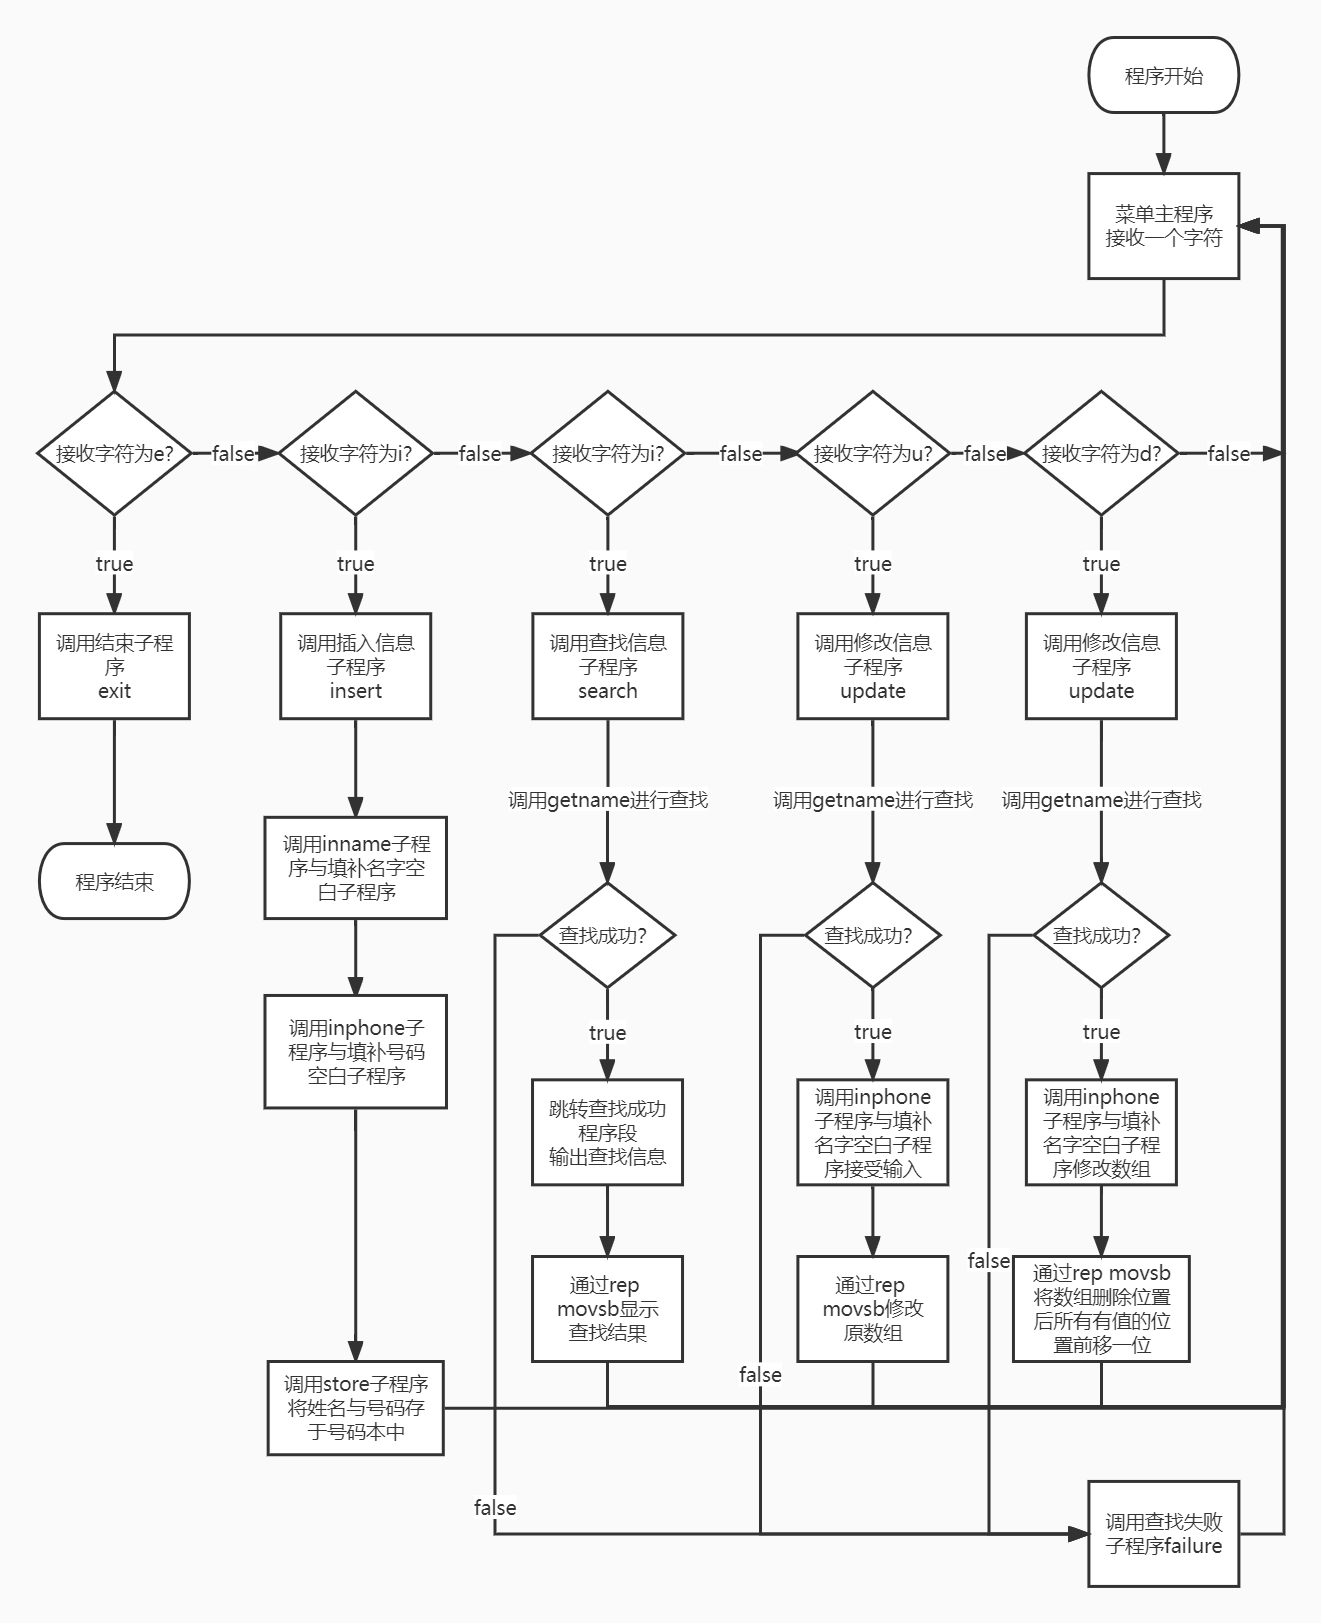 程序开始
菜单主程序
接收一个字符
接收字符为e?
false
接收字符为i?
false
接收字符为i?
false
接收字符为u?
false
接收字符为d?
false
true
true
true
true
true
调用结束子程
序
exit
调用插入信息
子程序
insert
调用查找信息
子程序
search
调用修改信息
子程序
update
调用修改信息
子程序
update
调用getname进行查找
调用getname进行查找
调用getname进行查找
程序结束
调用inname子程
序与填补名字空
白子程序
查找成功?
查找成功?
查找成功?
调用inphone子
程序与填补号码
空白子程序
true
true
true
跳转查找成功
程序段
输出查找信息
调用inphone
子程序与填补
名字空白子程
序接受输入
调用inphone
子程序与填补
名字空白子程
序修改数组
通过rep
movsb显示
查找结果
通过rep
movsb修改
原数组
false
通过rep movsb
将数组删除位置
后所有有值的位
置前移一位
false
调用store子程序
将姓名与号码存
于号码本中
false
调用查找失败
子程序failure